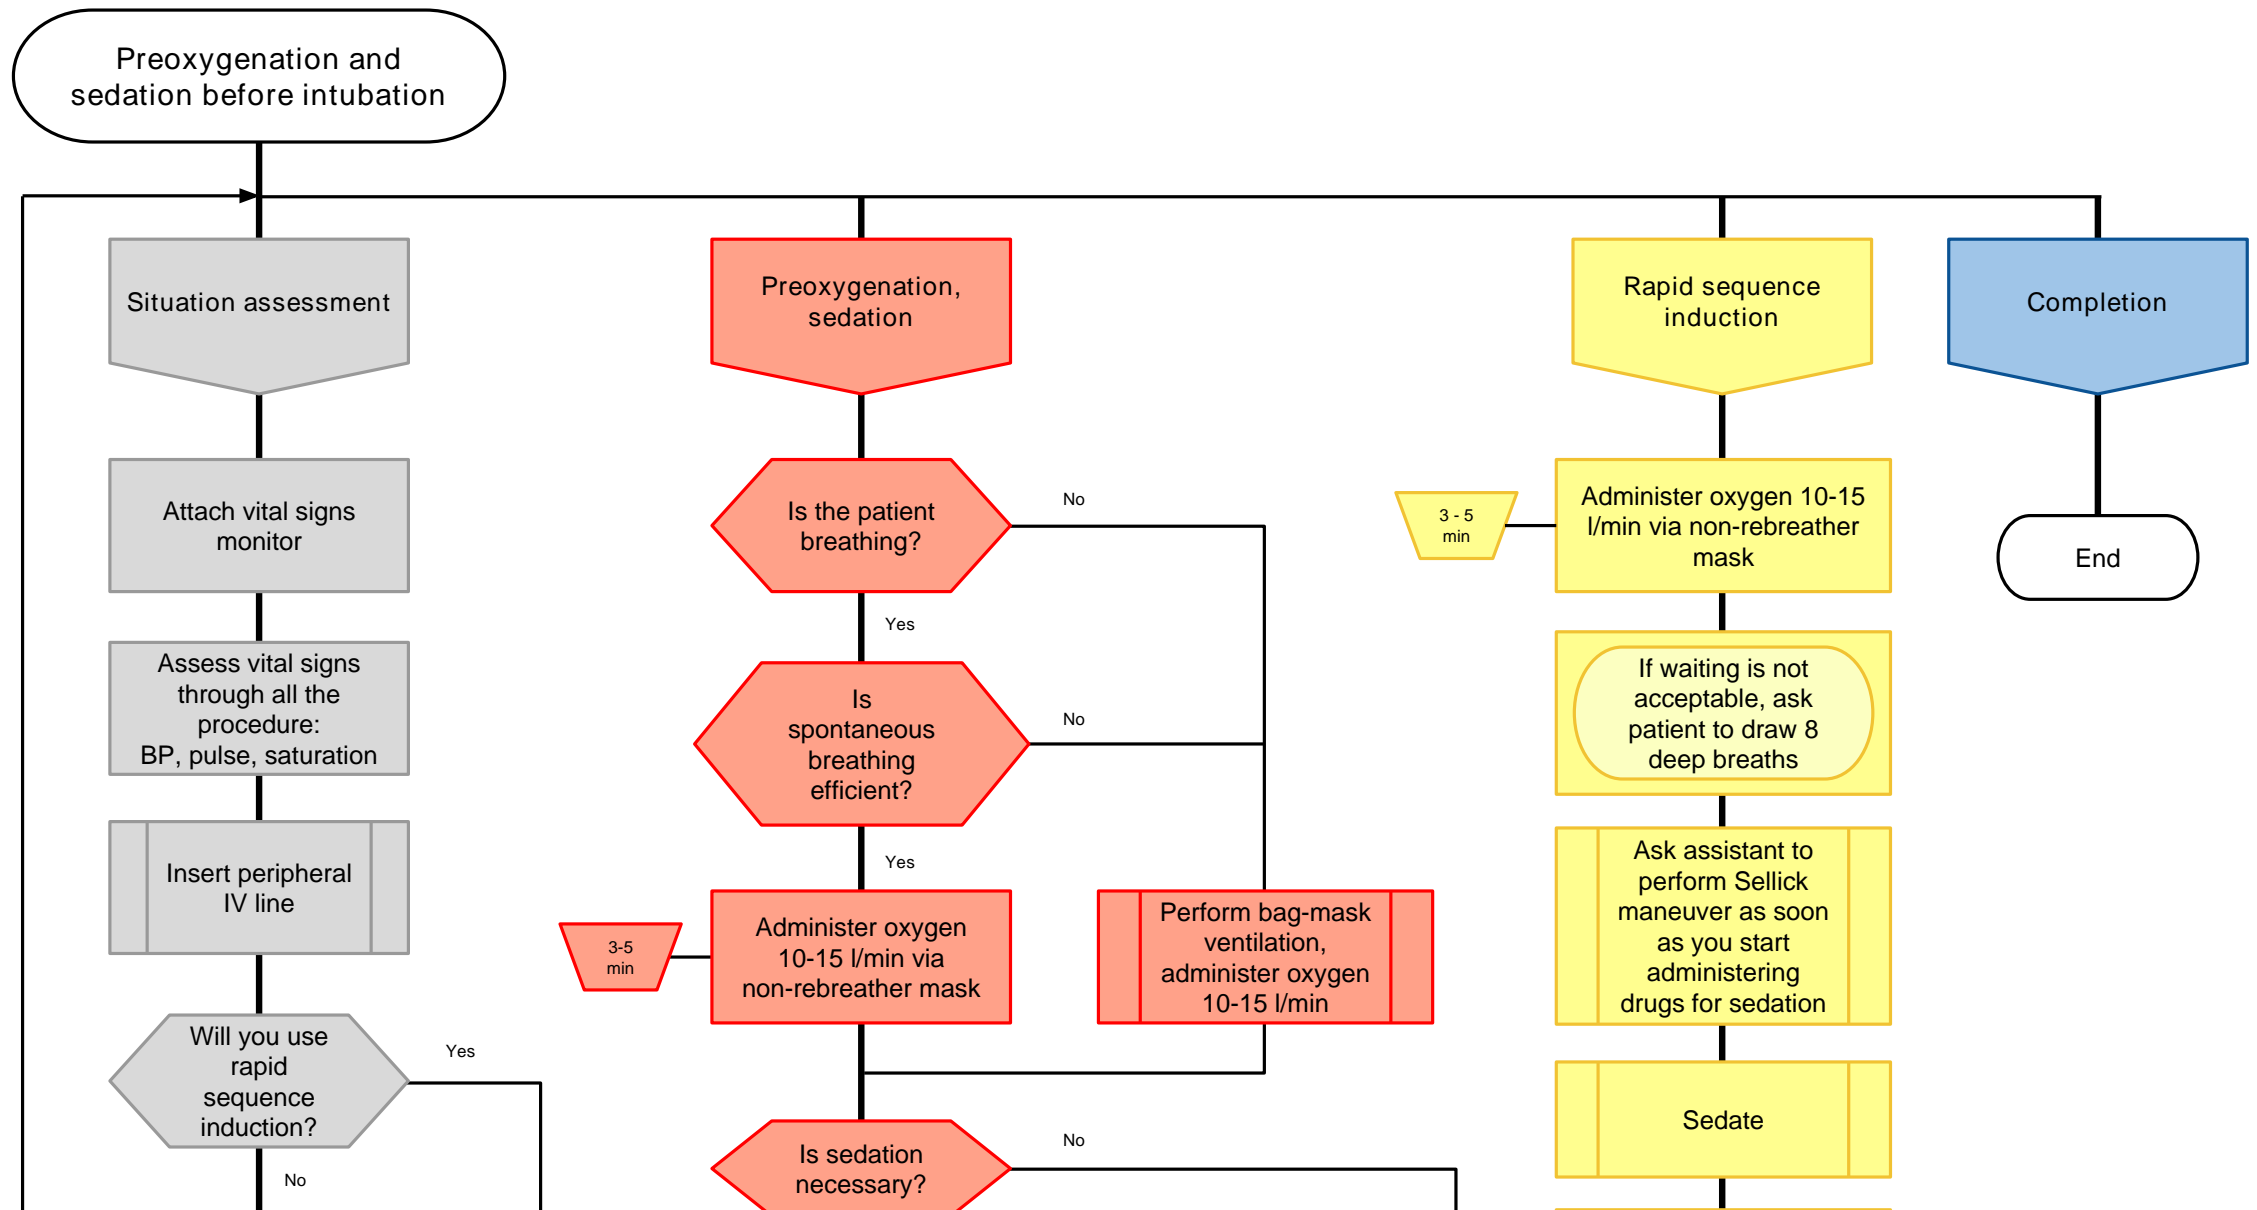 Preoxygenation and
sedation before intubation
Situation assessment
Attach vital signs
monitor
Assess vital signs
through all the
procedure:
BP, pulse, saturation
Insert peripheral
IV line
Will you use
rapid
sequence
induction?
Yes
No
Preoxygenation,
sedation
Is the patient
breathing?
No
Yes
Is
spontaneous
breathing
efficient?
No
Yes
3-5
min
Administer oxygen
10-15 l/min via
non-rebreather mask
Perform bag-mask
ventilation,
administer oxygen
10-15 l/min
Is sedation
necessary?
No
Rapid sequence
induction
3 - 5
min
Administer oxygen 10-15
l/min via non-rebreather
mask
If waiting is not
acceptable, ask
patient to draw 8
deep breaths
Ask assistant to
perform Sellick
maneuver as soon
as you start
administering
drugs for sedation
Sedate
Completion
End